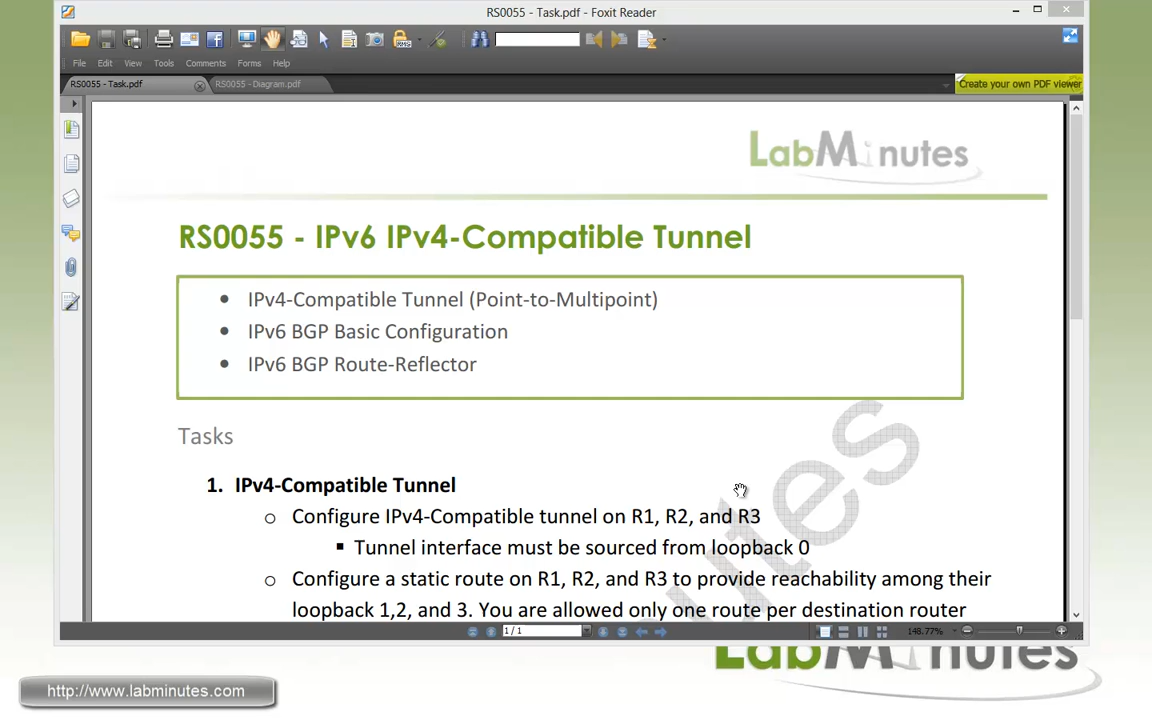 RS0055 - Task.pdf - Foxit Reader
File Edit View Tools Comments Forms Help
RS0055 - Task.pdf RS0055 - Diagram.pdf Create your own PDF viewer
LabMinutes
RS0055 - IPv6 IPv4-Compatible Tunnel
• IPv4-Compatible Tunnel (Point-to-Multipoint)
• IPv6 BGP Basic Configuration
• IPv6 BGP Route-Reflector
Tasks
1. IPv4-Compatible Tunnel
o Configure IPv4-Compatible tunnel on R1, R2, and R3
▪ Tunnel interface must be sourced from loopback 0
o Configure a static route on R1, R2, and R3 to provide reachability among their
loopback 1,2, and 3. You are allowed only one route per destination router
utes
1 / 1 148.77%
LabMinutes
http://www.labminutes.com